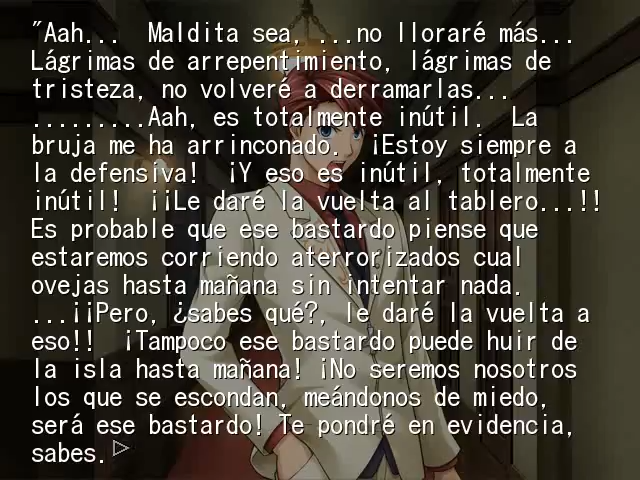 "Aah...  Maldita sea, ...no lloraré más...
Lágrimas de arrepentimiento, lágrimas de
tristeza, no volveré a derramarlas...
.........Aah, es totalmente inútil.  La
bruja me ha arrinconado.  ¡Estoy siempre a
la defensiva!  ¡Y eso es inútil, totalmente
inútil!  ¡¡Le daré la vuelta al tablero...!!
Es probable que ese bastardo piense que
estaremos corriendo aterrorizados cual
ovejas hasta mañana sin intentar nada.
...¡¡Pero, ¿sabes qué?, le daré la vuelta a
eso!!  ¡Tampoco ese bastardo puede huir de
la isla hasta mañana! ¡No seremos nosotros
los que se escondan, meándonos de miedo,
será ese bastardo! Te pondré en evidencia,
sabes.